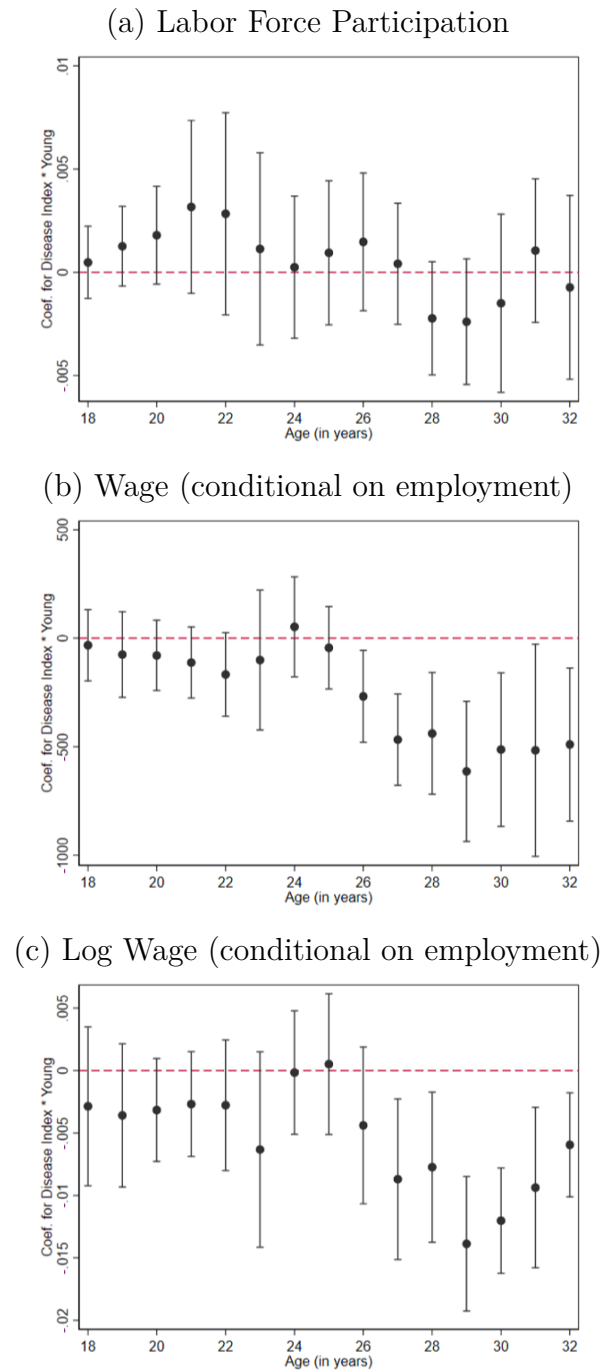 (a) Labor Force Participation
Coef. for Disease Index * Young
.01
.005
0
-.005
18 20 22 24 26 28 30 32
Age (in years)
(b) Wage (conditional on employment)
Coef. for Disease Index * Young
500
0
-500
-1000
18 20 22 24 26 28 30 32
Age (in years)
(c) Log Wage (conditional on employment)
Coef. for Disease Index * Young
.005
0
-.005
-.01
-.015
-.02
18 20 22 24 26 28 30 32
Age (in years)